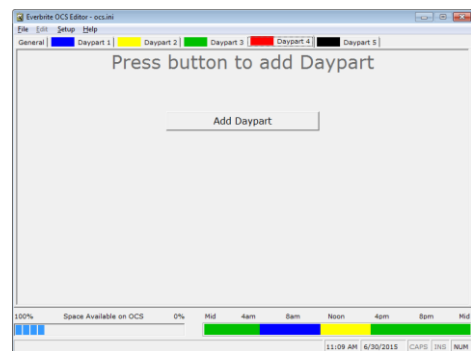 Everbrite OCS Editor - ocs.ini
File Edit Setup Help
General Daypart 1 Daypart 2 Daypart 3 Daypart 4 Daypart 5
Press button to add Daypart
Add Daypart
100% Space Available on OCS 0% Mid 4am 8am Noon 4pm 8pm Mid
11:09 AM 6/30/2015 CAPS INS NUM